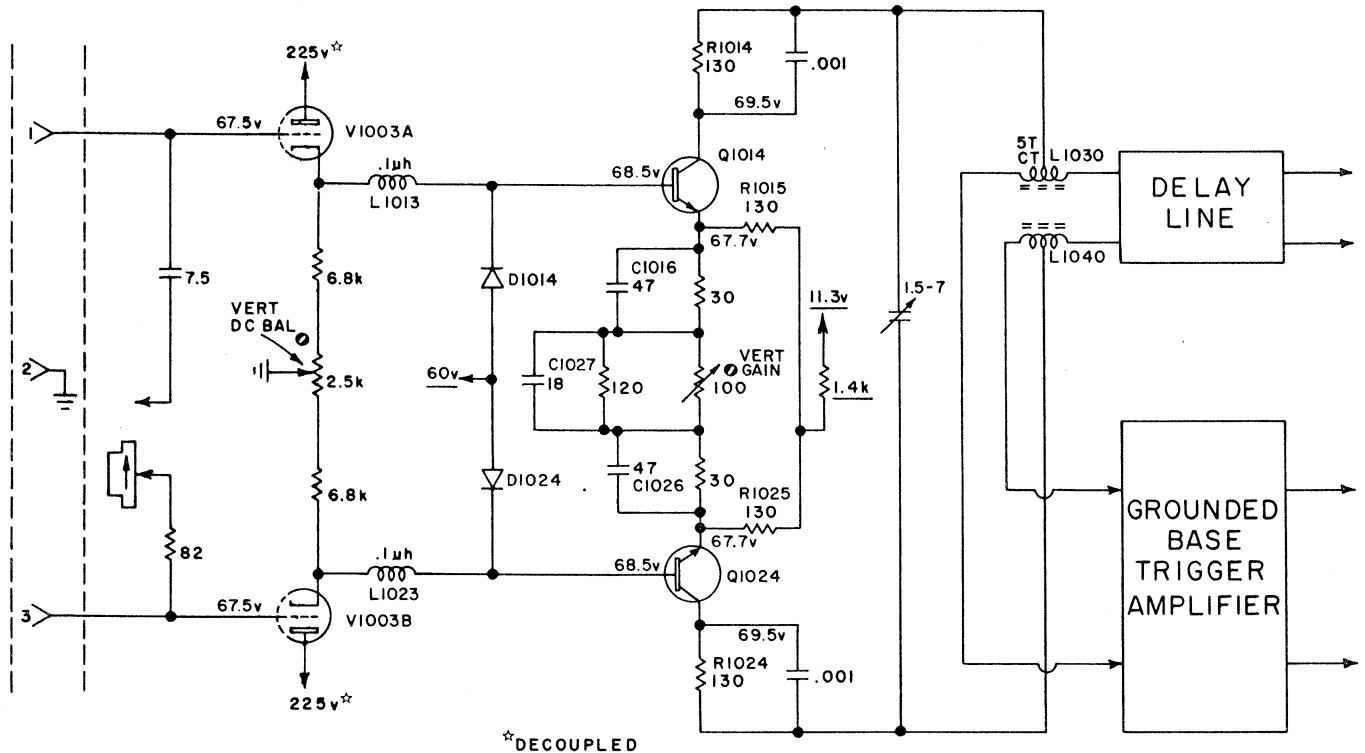 225v☆
R1014
130
.001
69.5v
1
67.5v
V1003A
.1μh
L1013
68.5v
Q1014
R1015
130
67.7v
5T
CT
L1030
L1040
DELAY
LINE
7.5
6.8k
VERT
DC BAL
2.5k
6.8k
2
D1014
60v
D1024
C1016
47
30
C1027
18
120
VERT
GAIN
100
47
C1026
30
11.3v
1.4k
1.5-7
R1025
130
67.7v
82
.1μh
L1023
68.5v
Q1024
3
67.5v
V1003B
225v☆
69.5v
R1024
130
.001
GROUNDED
BASE
TRIGGER
AMPLIFIER
☆DECOUPLED